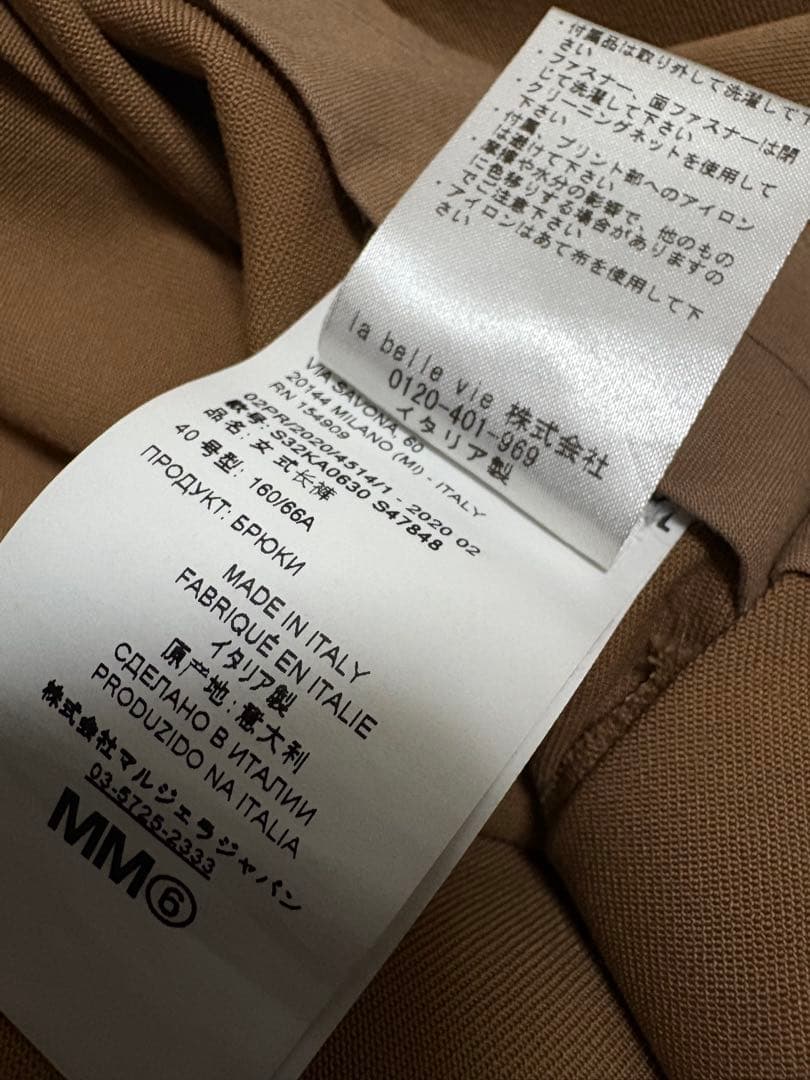 ・付属品は取り外して洗濯して下
さい
・ファスナー、面ファスナーは閉
じて洗濯して下さい
・クリーニングネットを使用して
下さい
・付属、プリント部へのアイロン
は避けて下さい
・摩擦や水分の影響で、他のもの
に色移りする場合がありますの
でご注意下さい
・アイロンはあて布を使用して下
さい
la belle vie 株式会社
0120-401-969
イタリア製
VIA SAVONA, 60
20144 MILANO (MI) - ITALY
RN 154909
02PR/2020/4514/1 - 2020 02
款号: S32KA0630 S47848
品名: 女式长裤
40 号型: 160/66A
ПРОДУКТ: БРЮКИ
MADE IN ITALY
FABRIQUÉ EN ITALIE
イタリア製
原产地: 意大利
СДЕЛАНО В ИТАЛИИ
PRODUZIDO NA ITALIA
株式会社マルジェラジャパン
03-5725-2333
MM⑥